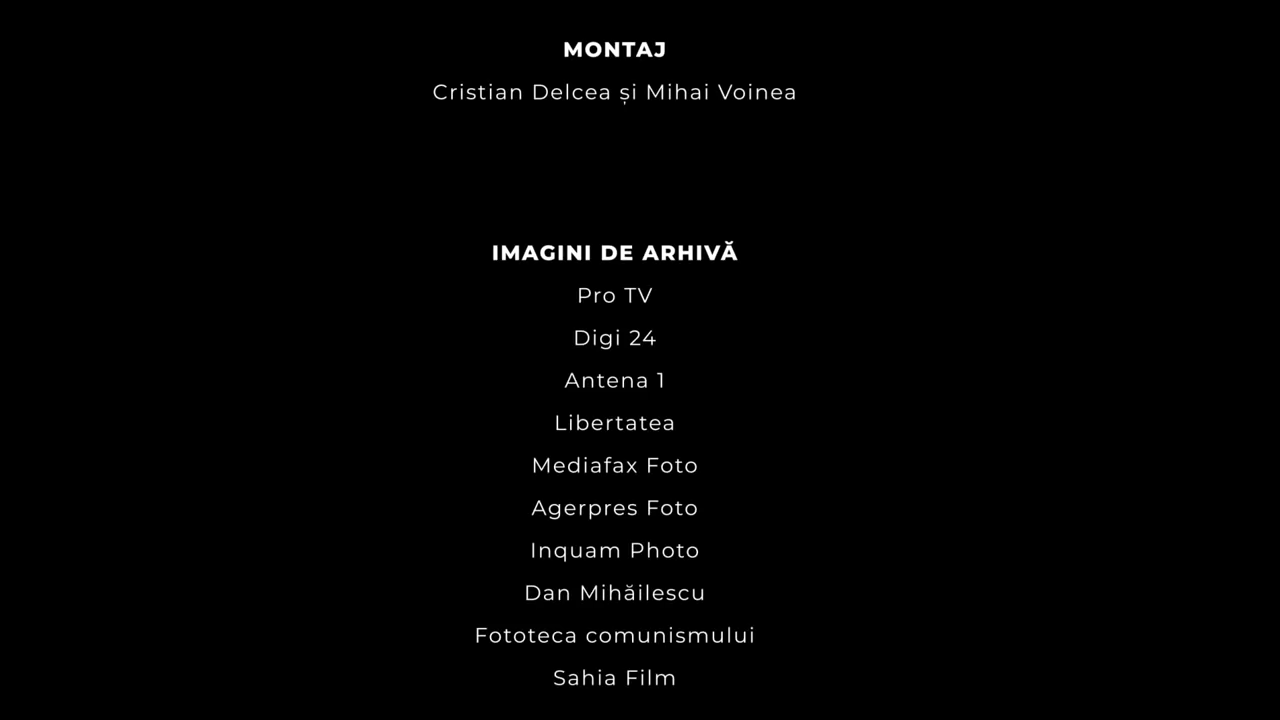 MONTAJ
Cristian Delcea și Mihai Voinea
IMAGINI DE ARHIVĂ
Pro TV
Digi 24
Antena 1
Libertatea
Mediafax Foto
Agerpres Foto
Inquam Photo
Dan Mihăilescu
Fototeca comunismului
Sahia Film